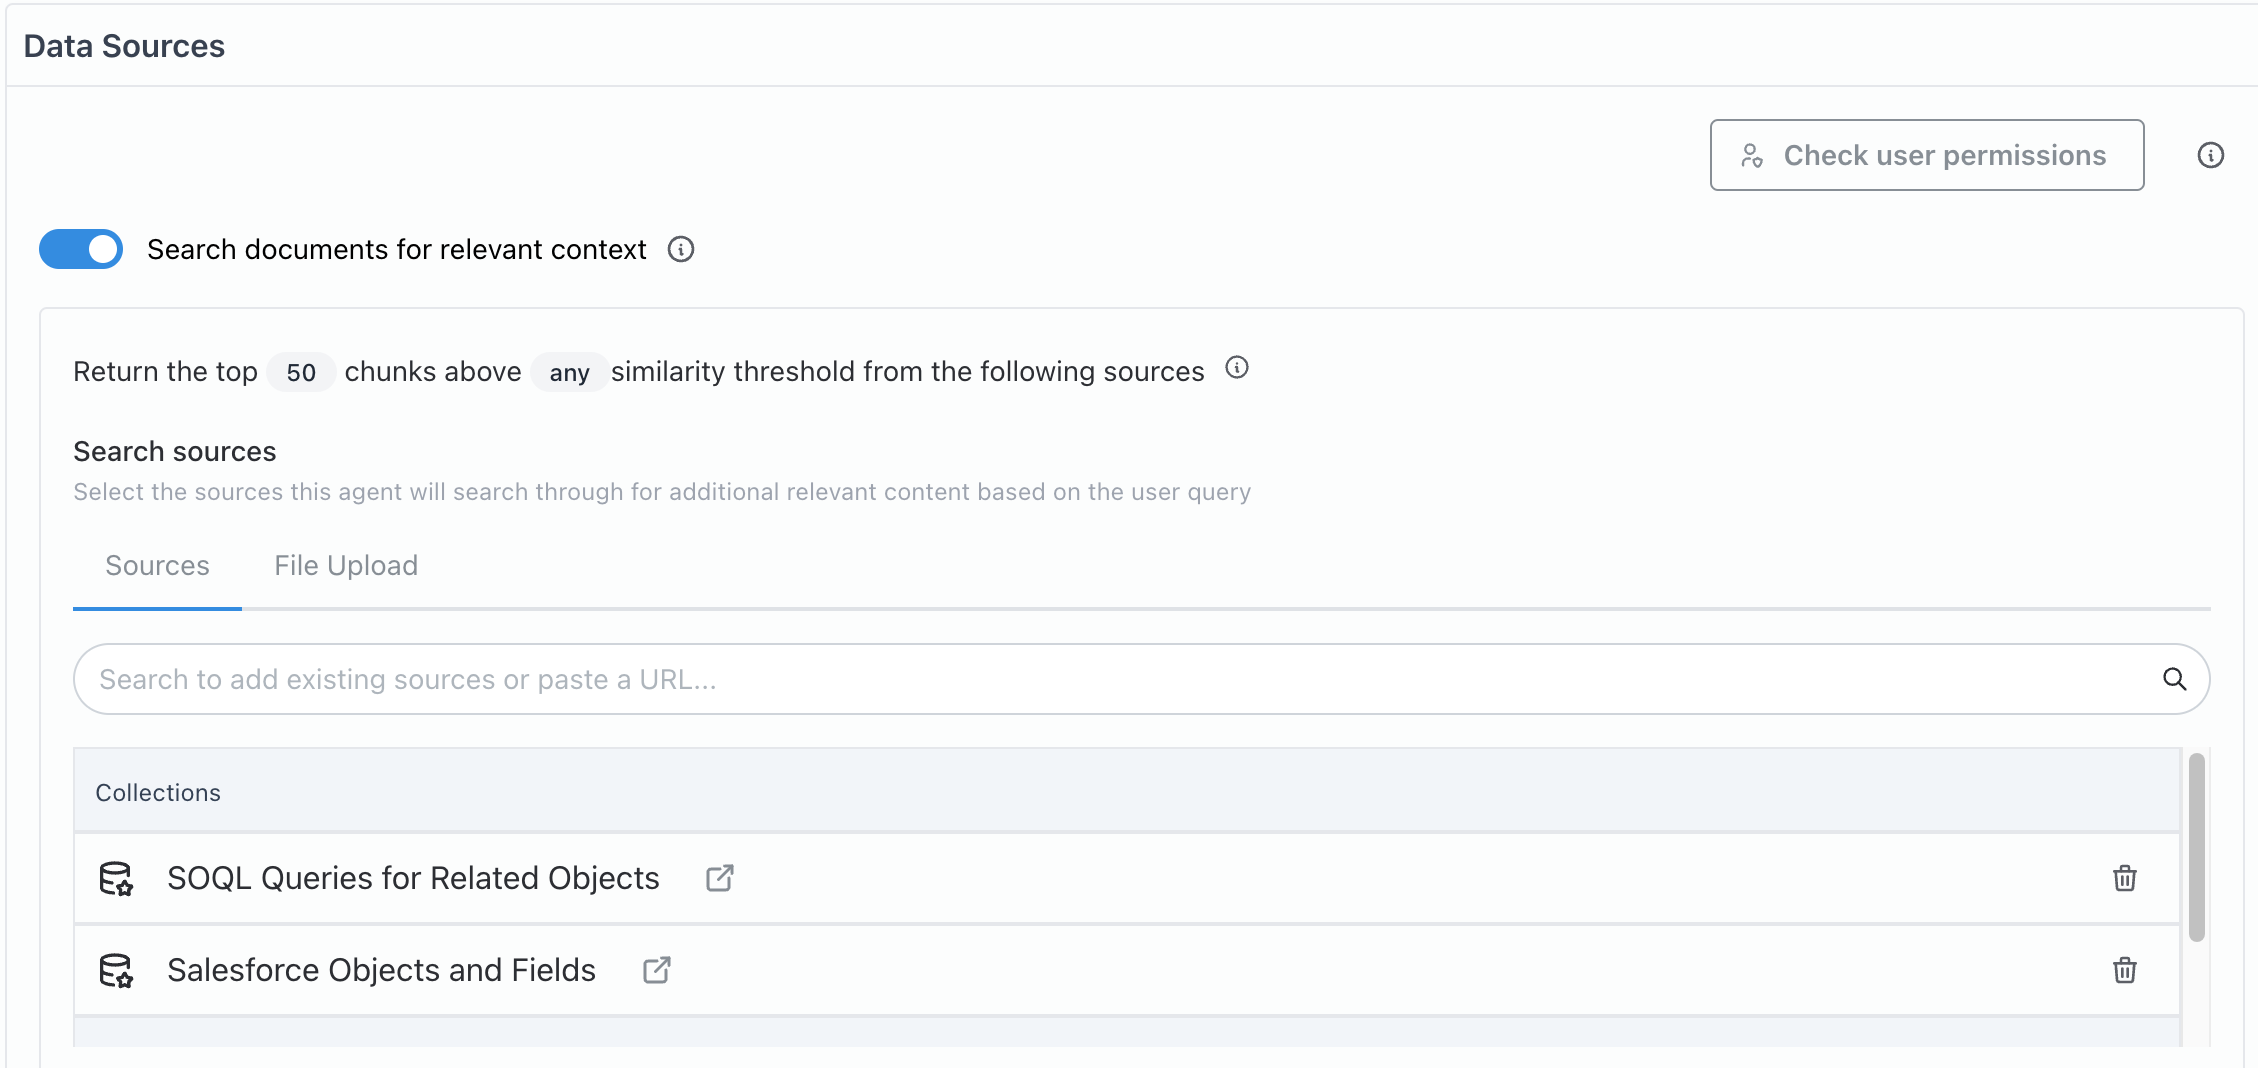 Data Sources
Check user permissions
Search documents for relevant context
Return the top 50 chunks above any similarity threshold from the following sources
Search sources
Select the sources this agent will search through for additional relevant content based on the user query
Sources File Upload
Search to add existing sources or paste a URL...
Collections
SOQL Queries for Related Objects
Salesforce Objects and Fields